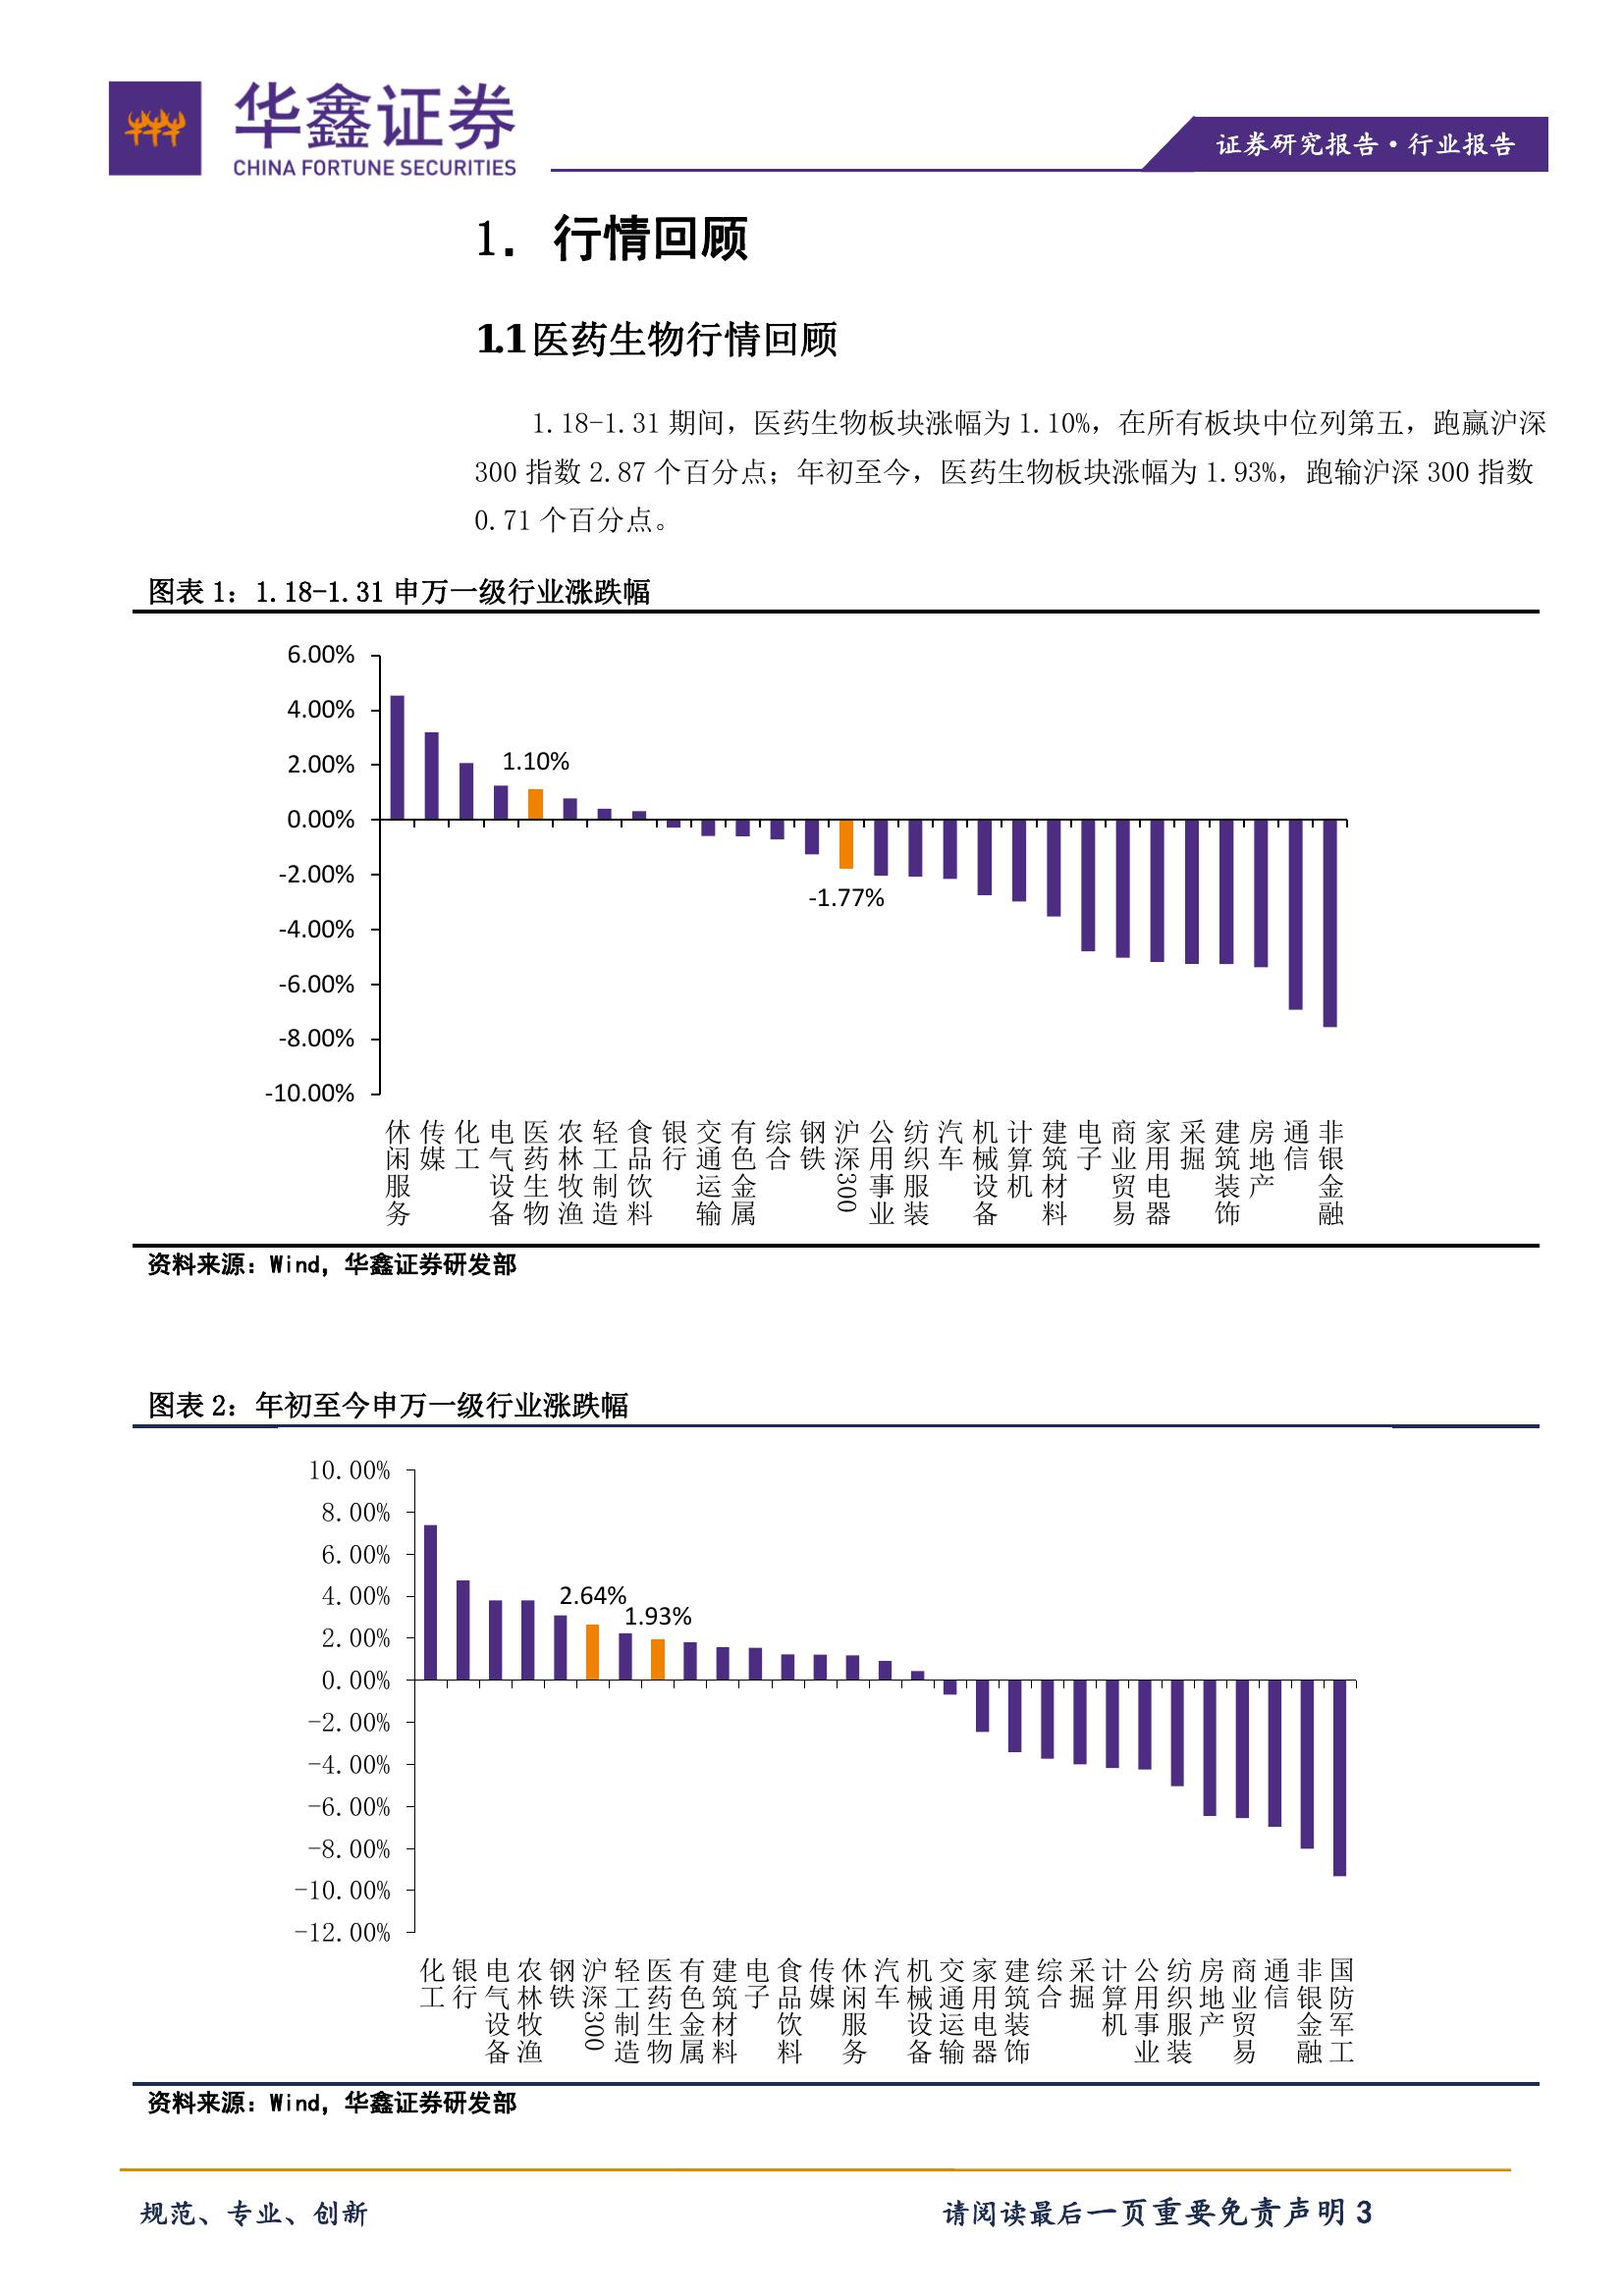 华鑫证券
CHINA FORTUNE SECURITIES
证券研究报告·行业报告
1. 行情回顾
1.1医药生物行情回顾
1.18-1.31 期间，医药生物板块涨幅为 1.10%，在所有板块中位列第五，跑赢沪深
300 指数 2.87 个百分点；年初至今，医药生物板块涨幅为 1.93%，跑输沪深 300 指数
0.71 个百分点。
图表 1：1.18-1.31 申万一级行业涨跌幅
6.00%
4.00%
2.00%
0.00%
-2.00%
-4.00%
-6.00%
-8.00%
-10.00%
1.10%
-1.77%
休闲服务
传媒
化工
电气设备
医药生物
农林牧渔
轻工制造
食品饮料
银行
交通运输
有色金属
综合
钢铁
沪深300
公用事业
纺织服装
汽车
机械设备
计算机
建筑材料
电子
商业贸易
家用电器
采掘
建筑装饰
房地产
通信
非银金融
资料来源：Wind，华鑫证券研发部
图表 2：年初至今申万一级行业涨跌幅
10.00%
8.00%
6.00%
4.00%
2.00%
0.00%
-2.00%
-4.00%
-6.00%
-8.00%
-10.00%
-12.00%
2.64%
1.93%
化工
银行
电气设备
农林牧渔
钢铁
沪深300
轻工制造
医药生物
有色金属
建筑材料
电子
食品饮料
传媒
休闲服务
汽车
机械设备
交通运输
家用电器
建筑装饰
综合
采掘
计算机
公用事业
纺织服装
房地产
商业贸易
通信
非银金融
国防军工
资料来源：Wind，华鑫证券研发部
规范、专业、创新
请阅读最后一页重要免责声明 3